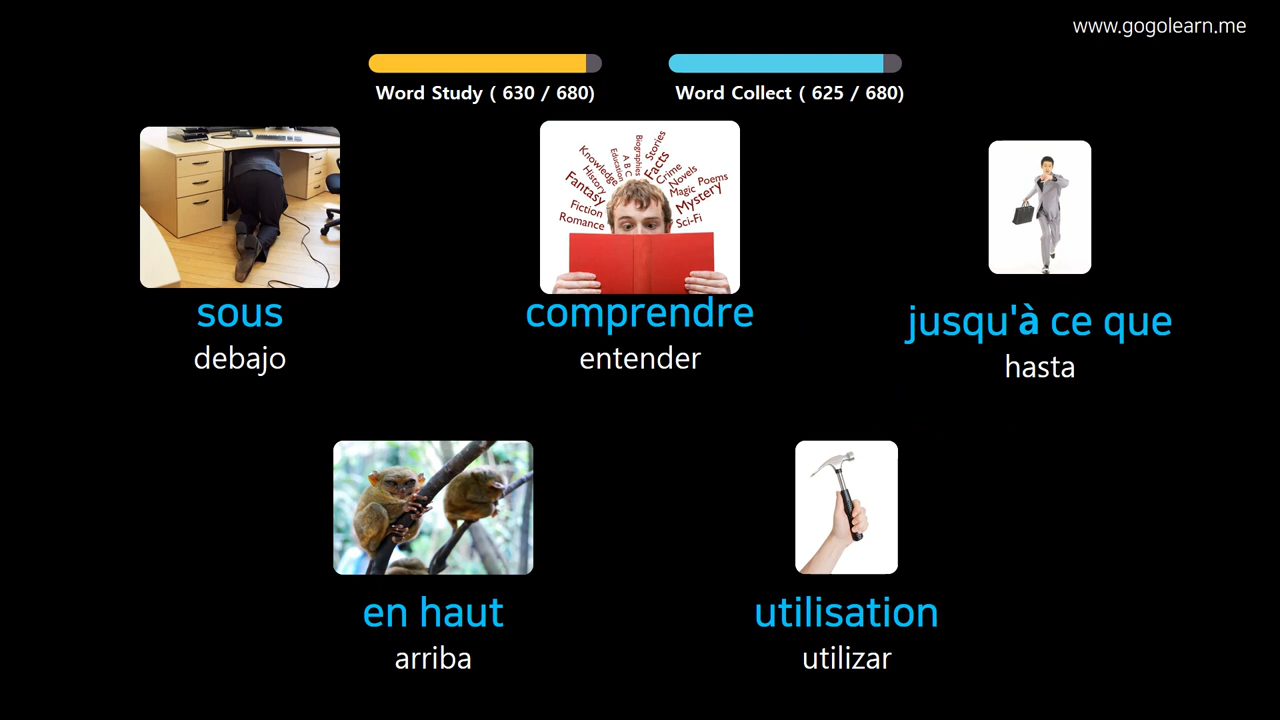 www.gogolearn.me
Word Study ( 630 / 680)
Word Collect ( 625 / 680)
Knowledge
Education
A B C
Biographies
Stories
Facts
Crime
Novels
History
Fantasy
Magic
Poems
Mystery
Fiction
Romance
Sci-Fi
sous
debajo
comprendre
entender
jusqu'à ce que
hasta
en haut
arriba
utilisation
utilizar